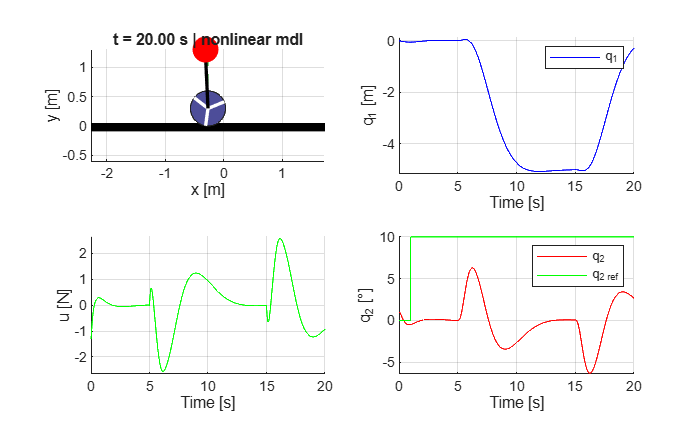 t = 20.00 s | nonlinear mdl
y [m]
1
0.5
0
-0.5
-2
-1
0
1
x [m]
q₁ [m]
0
-2
-4
0
5
10
15
20
Time [s]
q₁
u [N]
2
1
0
-1
-2
0
5
10
15
20
Time [s]
q₂ [°]
10
5
0
-5
0
5
10
15
20
Time [s]
q₂
q₂ ref